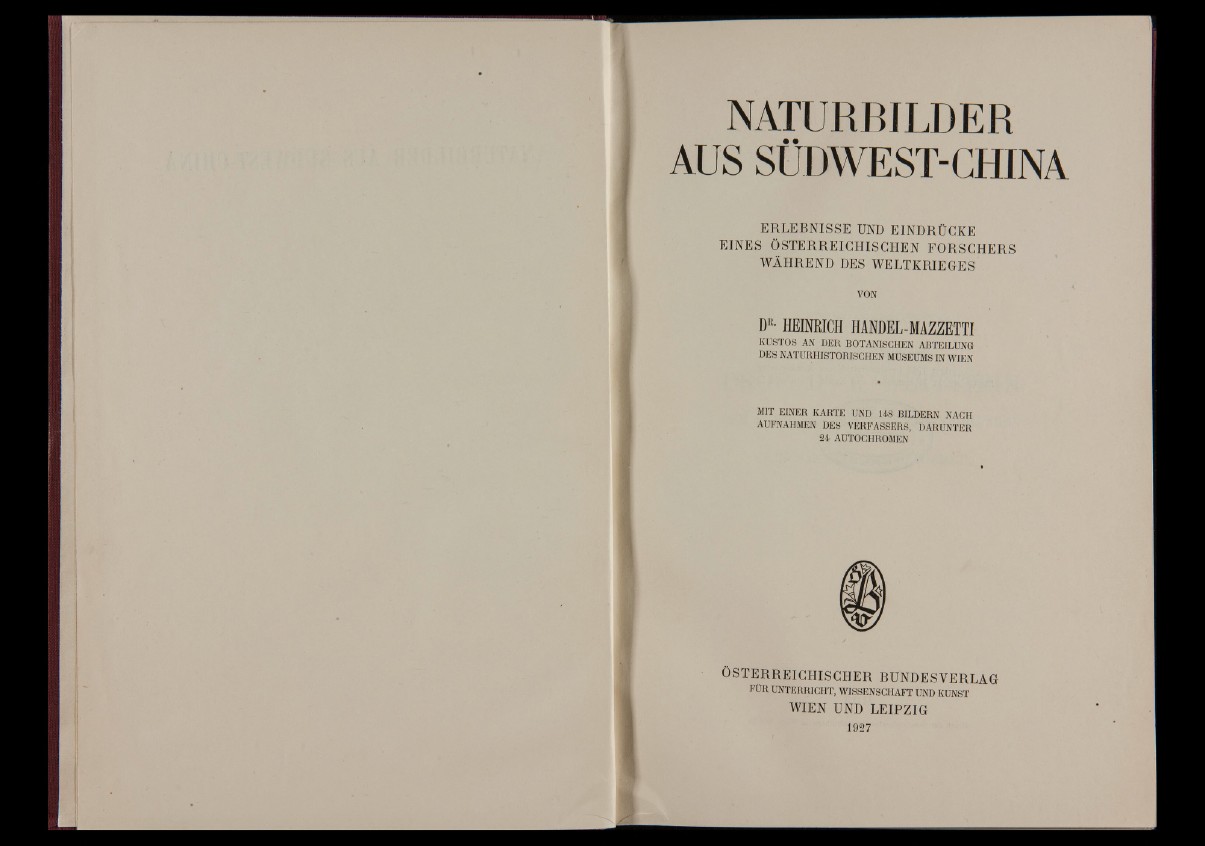 NATURBILDER
AUS SÜDWEST-CHINA
ERLEBNISSE UND EINDRÜCKE
EINES ÖSTERREICHISCHEN FORSCHERS
WÄHREND DES WELTKRIEGES
VON
DR. HEINRICH HANDEL-MAZZETTI
KUSTOS AN DER BOTANISCHEN ABTEILUNG
DES NATURHISTORISCHEN MUSEUMS IN WIEN
MIT EINER KARTE UND 148 BILDERN NACH
AUFNAHMEN DES VERFASSERS, DARUNTER
24 AUTOCHROMEN
ÖSTERREICHISCHER BUNDESVERLAG
FÜR UNTERRICHT, WISSENSCHAFT UND KUNST
WIEN UND LEIPZIG
1927